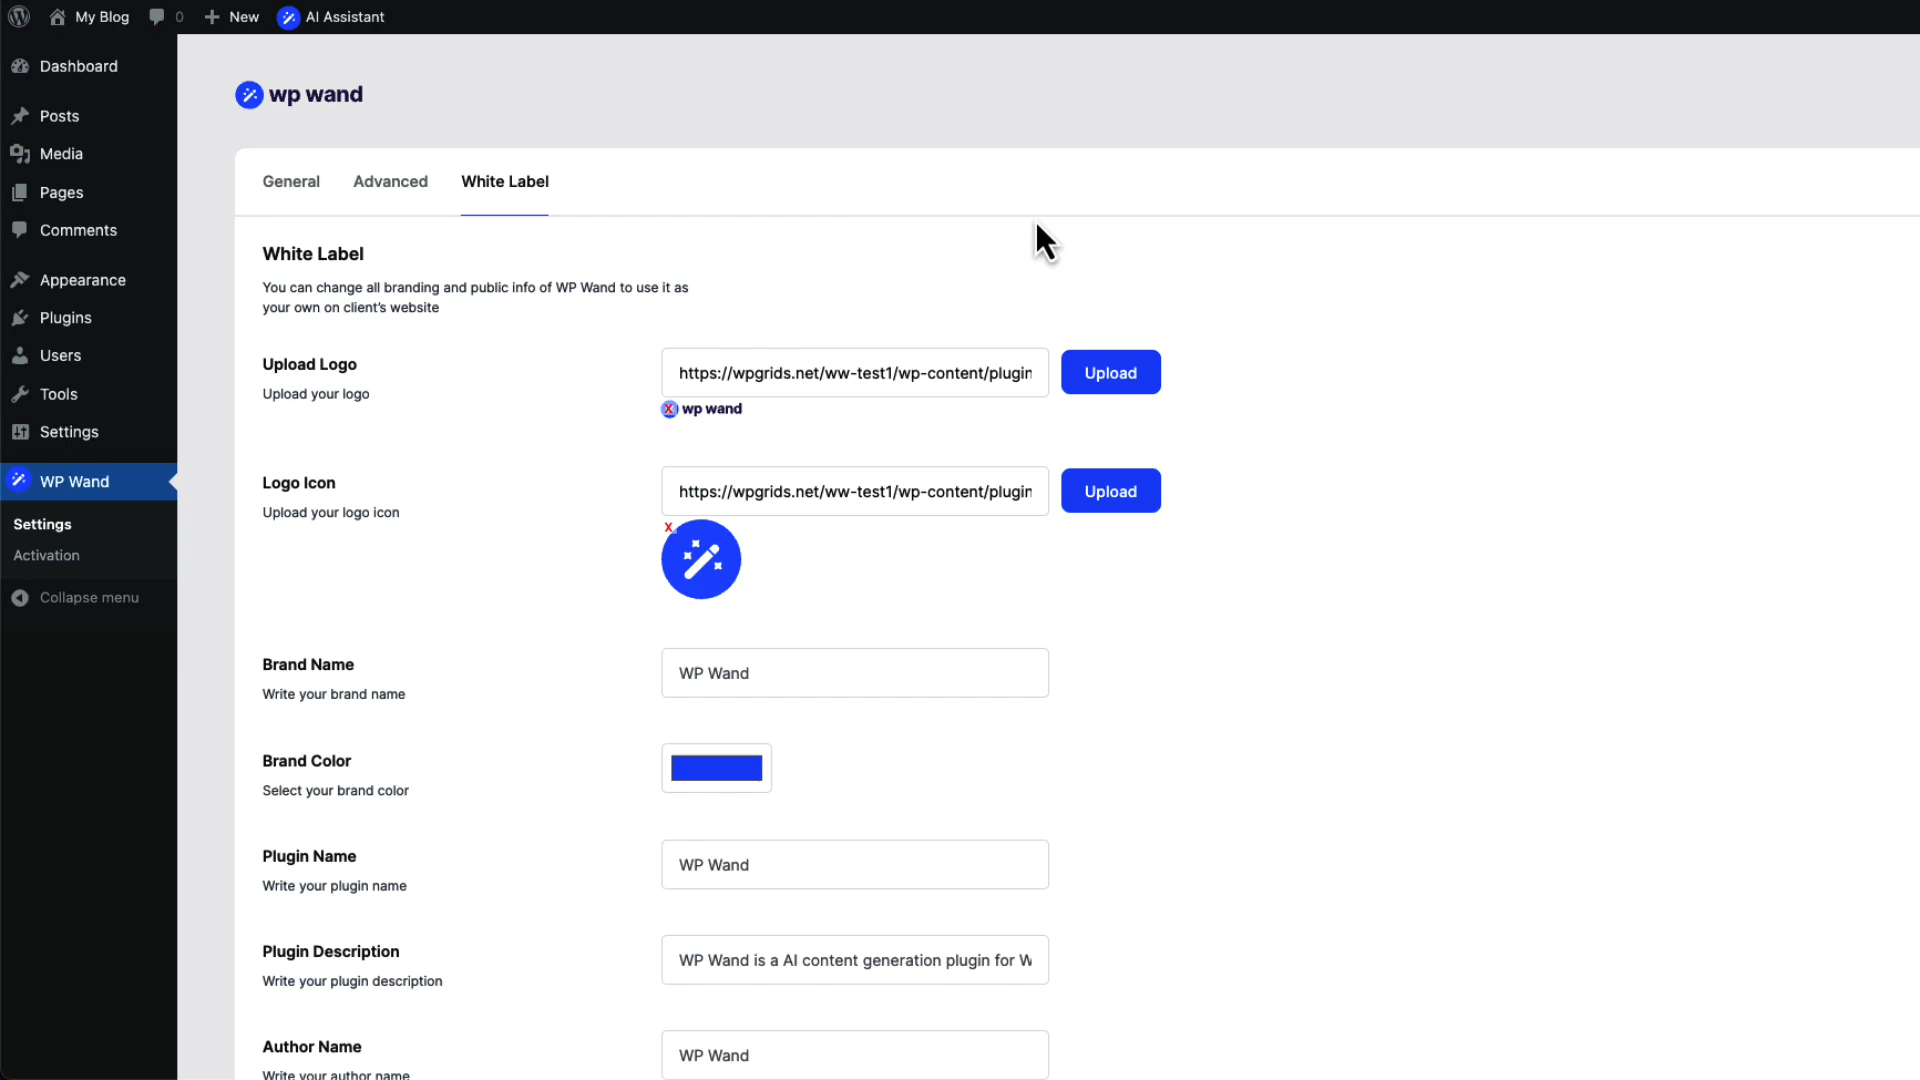 My Blog
0
New
AI Assistant
Dashboard
Posts
Media
Pages
Comments
Appearance
Plugins
Users
Tools
Settings
WP Wand
Settings
Activation
Collapse menu
wp wand
General
Advanced
White Label
White Label
You can change all branding and public info of WP Wand to use it as
your own on client's website
Upload Logo
Upload your logo
https://wpgrids.net/ww-test1/wp-content/plugin
Upload
X wp wand
Logo Icon
Upload your logo icon
https://wpgrids.net/ww-test1/wp-content/plugin
Upload
X
Brand Name
Write your brand name
WP Wand
Brand Color
Select your brand color
Plugin Name
Write your plugin name
WP Wand
Plugin Description
Write your plugin description
WP Wand is a AI content generation plugin for W
Author Name
Write your author name
WP Wand